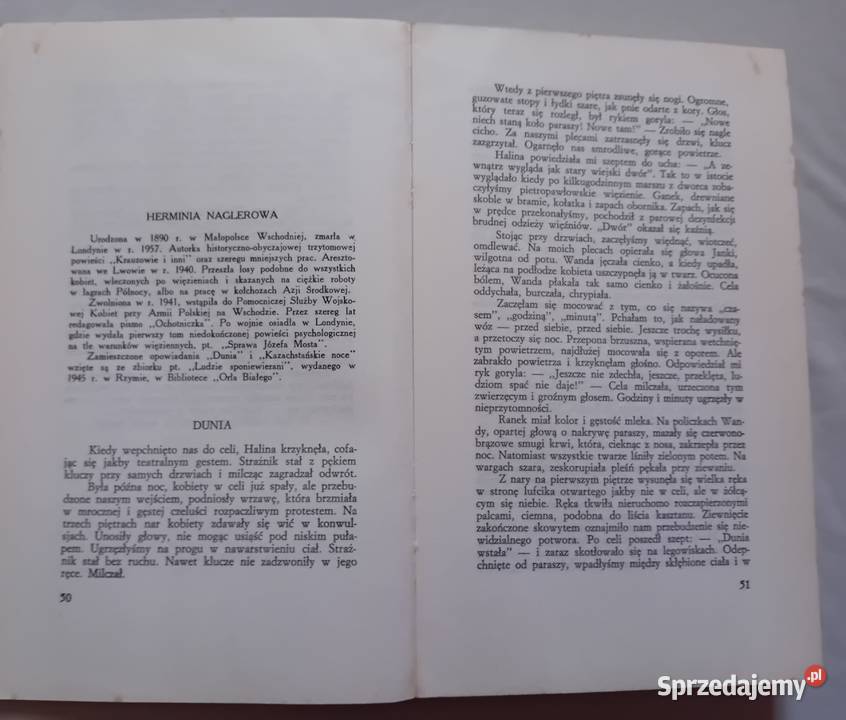 HERMINIA NAGLEROWA
Urodzona w 1890 r. w Małopolsce Wschodniej, zmarła w
Londynie w r. 1957. Autorka historyczno-obyczajowej trzytomowej
powieści „Krauzowie i inni" oraz szeregu mniejszych prac. Areszto-
wana we Lwowie w r. 1940. Przeszła losy podobne do wszystkich
kobiet, wleczonych po więzieniach i skazanych na ciężkie roboty
w łagrach Północy, albo na pracę w kołchozach Azji Środkowej.
Zwolniona w r. 1941, wstąpiła do Pomocniczej Służby Wojsko-
wej Kobiet przy Armii Polskiej na Wschodzie. Przez szereg lat
redagowała pismo „Ochotniczka". Po wojnie osiadła w Londynie,
gdzie wydała pierwszy tom niedokończonej powieści psychologicznej
na tle warunków więziennych, pt. „Sprawa Józefa Mosta".
Zamieszczone opowiadania „Dunia" i „Kazachstańskie noce"
wzięte są ze zbiorku pt. „Ludzie sponiewierani", wydanego w
1945 r. w Rzymie, w Bibliotece „Orła Białego".
DUNIA
Kiedy wepchnięto nas do celi, Halina krzyknęła, cofa-
jąc się jakby teatralnym gestem. Strażnik stał z pękiem
kluczy przy samych drzwiach i milcząc zagradzał odwrót.
Była późna noc, kobiety w celi już spały, ale przebu-
dzone naszym wejściem, podniosły wrzawę, która brzmiała
w mrocznej i gęstej czeluści rozpaczliwym protestem. Na
trzech piętrach nar kobiety zdawały się wić w konwul-
sjach. Unosiły głowy, nie mogąc usiąść pod niskim puła-
pem. Ugrzęzłyśmy na progu w nawarstwieniu ciał. Straż-
nik stał bez ruchu. Nawet klucze nie zadzwoniły w jego
ręce. Milczał.
50
Wtedy z pierwszego piętra zsunęły się nogi. Ogromne,
guzowate stopy i łydki szare, jak pnie odarte z kory. Głos,
który teraz się rozległ, był rykiem goryla: — „Nowe
niech staną koło paraszy! Nowe tam!" — Zrobiło się nagle
cicho. Za naszymi plecami zatrzasnęły się drzwi, klucz
zazgrzytał. Ogarnęło nas smrodliwe, gorące powietrze.
Halina powiedziała mi szeptem do ucha: — „A ze-
wnątrz wygląda jak stary wiejski dwór". Tak to w istocie
wyglądało kiedy po kilkugodzinnym marszu z dworca zoba-
czyłyśmy pietropawłowskie więzienie. Ganek, drewniane
skoble w bramie, kołatka i zapach obornika. Zapach, jak się
w prędce przekonałyśmy, pochodził z parowej dezynfekcji
brudnej odzieży więźniów. „Dwór" okazał się kaźnią.
Stojąc przy drzwiach, zaczęłyśmy więdnąć, wiotczeć,
omdlewać. Na moich plecach opierała się głowa Janki,
wilgotna od potu. Wanda jęczała cienko, a kiedy upadła,
leżąca na podłodze kobieta uszczypnęła ją w twarz. Ocucona
bólem, Wanda płakała tak samo cienko i żałośnie. Cela
oddychała, burczała, chrypiała.
Zaczęłam się mocować z tym, co się nazywa „cza-
sem", „godziną", „minutą". Pchałam to, jak naładowany
wóz — przed siebie, przed siebie. Jeszcze trochę wysiłku,
a przetoczy się noc. Przepona brzuszna, wspierana wetchnię-
tym powietrzem, najdłużej mocowała się z oporem. Ale
zabrakło powietrza i krzyknęłam głośno. Odpowiedział mi
ryk goryla: — „Jeszcze nie zdechła, jeszcze, przeklęta, lu-
dziom spać nie daje!" — Cela milczała, urzeczona tym
zwierzęcym i groźnym głosem. Godziny i minuty ugrzęzły w
nieprzytomności.
Ranek miał kolor i gęstość mleka. Na policzkach Wan-
dy, opartej głową o nakrywę paraszy, mazały się czerwono-
brązowe smugi krwi, która, cieknąc z nosa, zakrzepła przez
noc. Natomiast wszystkie twarze lśniły zielonym potem. Na
wargach szara, zeskorupiała pleśń pękała przy ziewaniu.
Z nary na pierwszym piętrze wysunęła się wielka ręka
w stronę lufcika otwartego jakby nie w celi, ale w żółcą-
cym się niebie. Ręka tkwiła nieruchomo rozczapierzonymi
palcami, ciemna, podobna do liścia kasztanu. Ziewnięcie
zakończone skowytem oznajmiło nam przebudzenie się nie-
widzialnego potwora. Po celi poszedł szept: — „Dunia
wstała" — i zaraz skotłowało się na legowiskach. Odep-
chnięte od paraszy, wpadłyśmy między skłębione ciała i w
51
Sprzedajemy.pl